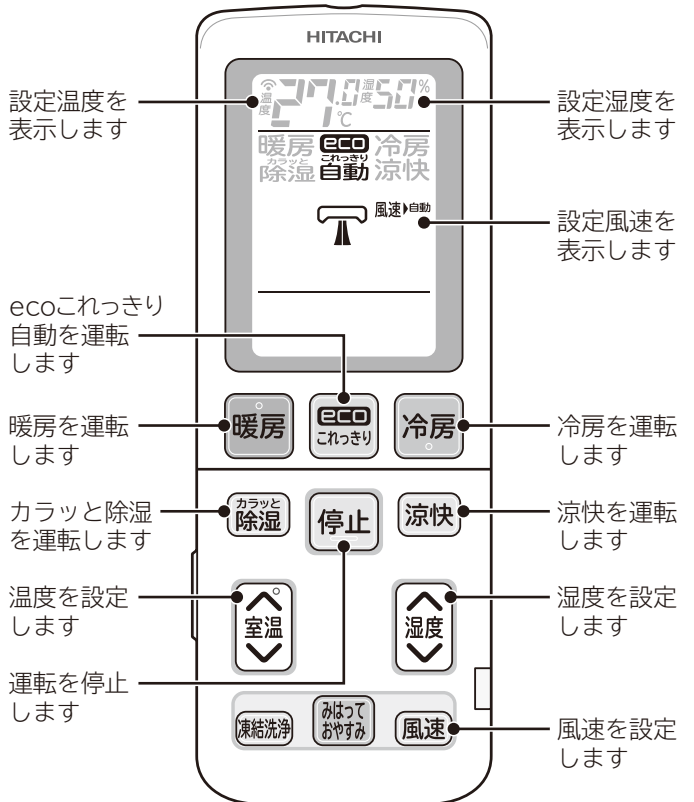 HITACHI
設定温度を
表示します
温度
27.0
℃
湿度
50%
設定湿度を
表示します
暖房
eco
これっきり
自動
冷房
カラッと
除湿
涼快
風速▶自動
設定風速を
表示します
ecoこれっきり
自動を運転
します
暖房を運転
します
暖房
eco
これっきり
冷房
冷房を運転
します
カラッと除湿
を運転します
カラッと
除湿
停止
涼快
涼快を運転
します
温度を設定
します
室温
湿度
湿度を設定
します
運転を停止
します
凍結洗浄
みはって
おやすみ
風速
風速を設定
します